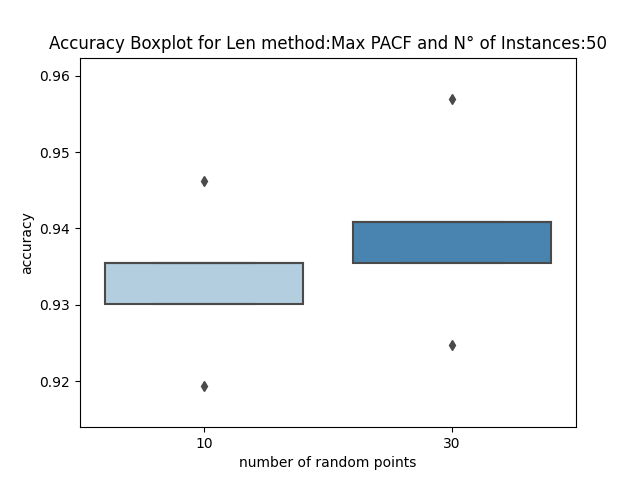 Accuracy Boxplot for Len method:Max PACF and N° of Instances:50
0.96
0.95
0.94
0.93
0.92
accuracy
10
30
number of random points